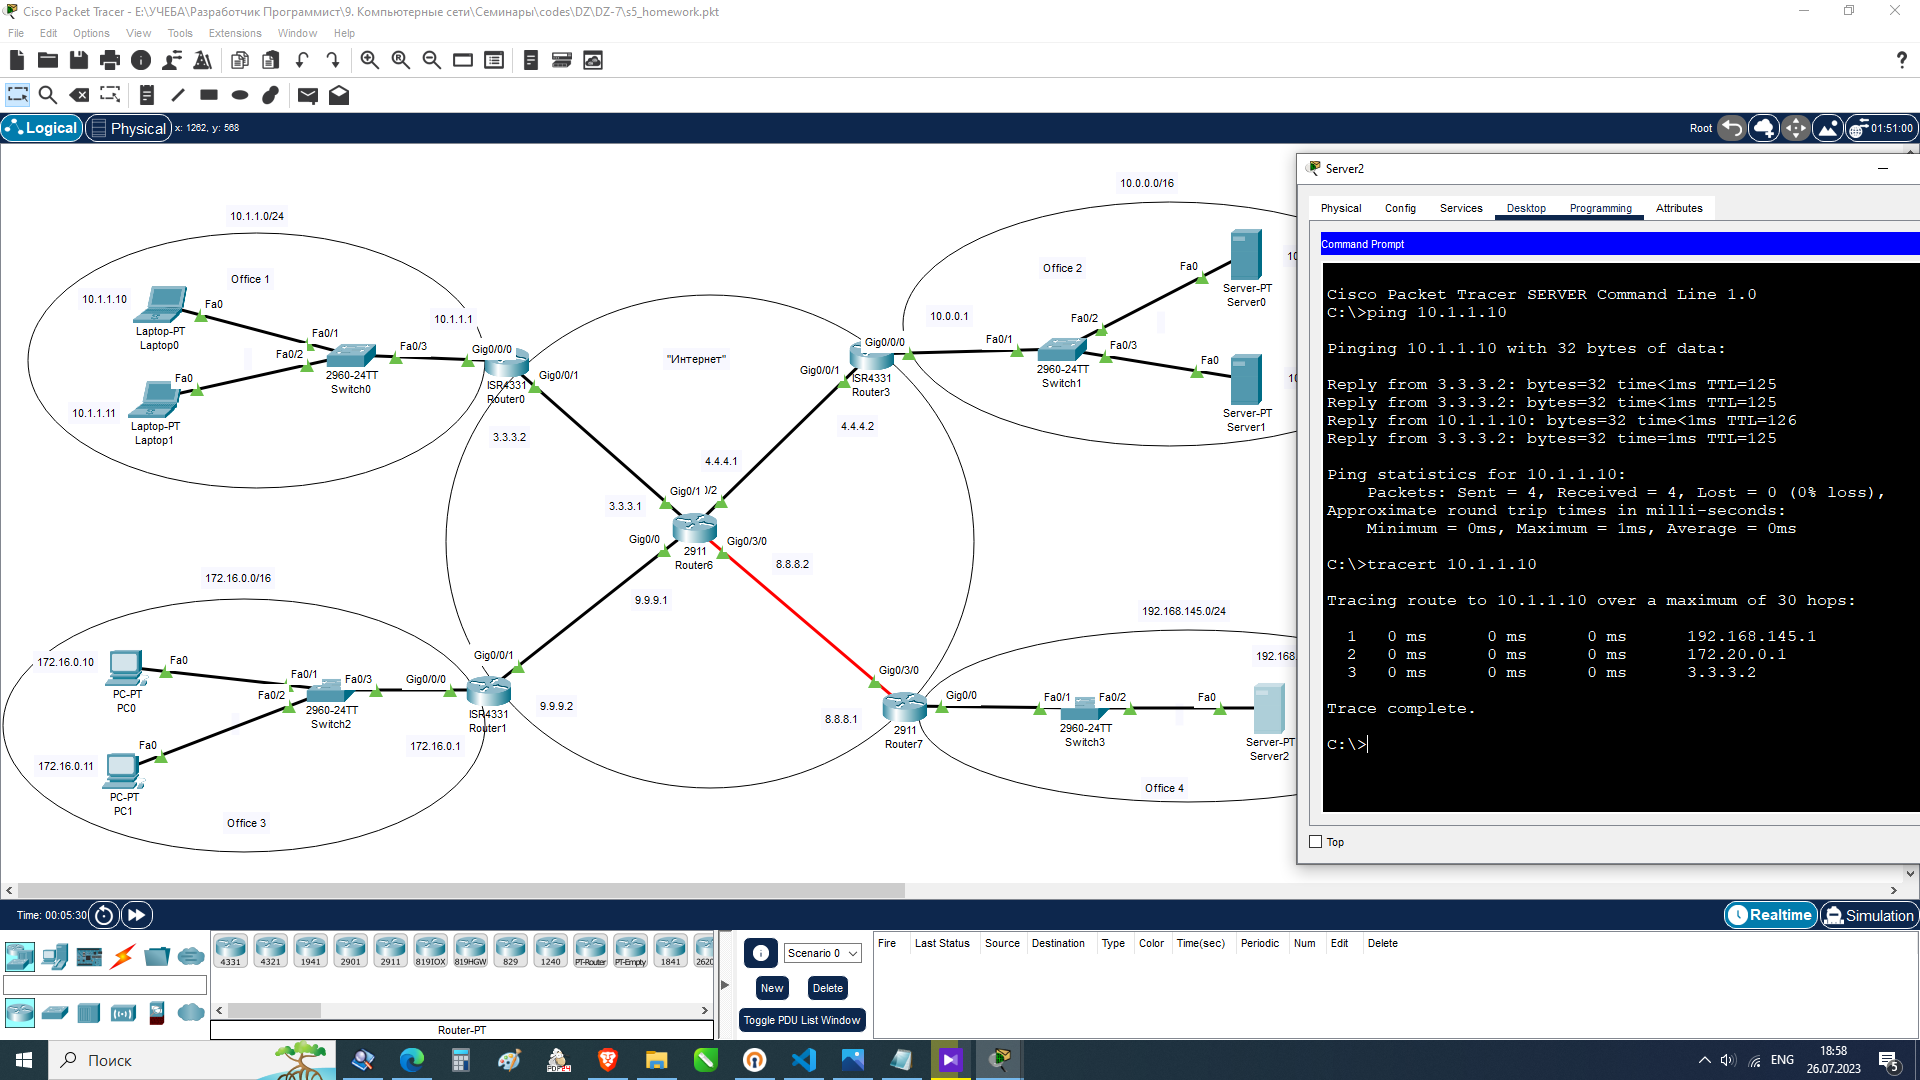 Cisco Packet Tracer - E:\УЧЕБА\Разработчик Программист\9. Компьютерные сети\Семинары\codes\DZ\DZ-7\s5_homework.pkt
File Edit Options View Tools Extensions Window Help
Logical Physical x: 1262, y: 568
Root 01:51:00
10.1.1.0/24
Office 1
10.1.1.10
Fa0
Laptop-PT
Laptop0
Fa0/1
Fa0/2
Fa0/3
2960-24TT
Switch0
Fa0
10.1.1.11
Laptop-PT
Laptop1
10.1.1.1
Gig0/0/0
Gig0/0/1
ISR4331
Router0
3.3.3.2
"Интернет"
10.0.0.0/16
Office 2
10.0.0.1
Gig0/0/0
Gig0/0/1
ISR4331
Router3
4.4.4.2
Fa0/1
Fa0/2
Fa0/3
2960-24TT
Switch1
Fa0
Server-PT
Server0
Fa0
Server-PT
Server1
10
10
4.4.4.1
Gig0/1
0/2
3.3.3.1
Gig0/0
Gig0/3/0
2911
Router6
8.8.8.2
9.9.9.1
172.16.0.0/16
172.16.0.10
Fa0
PC-PT
PC0
Fa0/1
Fa0/2
Fa0/3
2960-24TT
Switch2
Gig0/0/0
Gig0/0/1
ISR4331
Router1
9.9.9.2
172.16.0.1
Fa0
172.16.0.11
PC-PT
PC1
Office 3
192.168.145.0/24
192.168.
Gig0/3/0
Gig0/0
8.8.8.1
2911
Router7
Fa0/1
Fa0/2
2960-24TT
Switch3
Fa0
Server-PT
Server2
Office 4
Server2
Physical Config Services Desktop Programming Attributes
Command Prompt
Cisco Packet Tracer SERVER Command Line 1.0
C:\>ping 10.1.1.10
Pinging 10.1.1.10 with 32 bytes of data:
Reply from 3.3.3.2: bytes=32 time<1ms TTL=125
Reply from 3.3.3.2: bytes=32 time<1ms TTL=125
Reply from 10.1.1.10: bytes=32 time<1ms TTL=126
Reply from 3.3.3.2: bytes=32 time=1ms TTL=125
Ping statistics for 10.1.1.10:
Packets: Sent = 4, Received = 4, Lost = 0 (0% loss),
Approximate round trip times in milli-seconds:
Minimum = 0ms, Maximum = 1ms, Average = 0ms
C:\>tracert 10.1.1.10
Tracing route to 10.1.1.10 over a maximum of 30 hops:
1 0 ms 0 ms 0 ms 192.168.145.1
2 0 ms 0 ms 0 ms 172.20.0.1
3 0 ms 0 ms 0 ms 3.3.3.2
Trace complete.
C:\>
Top
Time: 00:05:30
Realtime Simulation
4331 4321 1941 2901 2911 819IOX 819HGW 829 1240 PT-Router PT-Empty 1841 2620
Router-PT
Scenario 0
New Delete
Toggle PDU List Window
Fire Last Status Source Destination Type Color Time(sec) Periodic Num Edit Delete
Поиск
ENG
18:58
26.07.2023
5